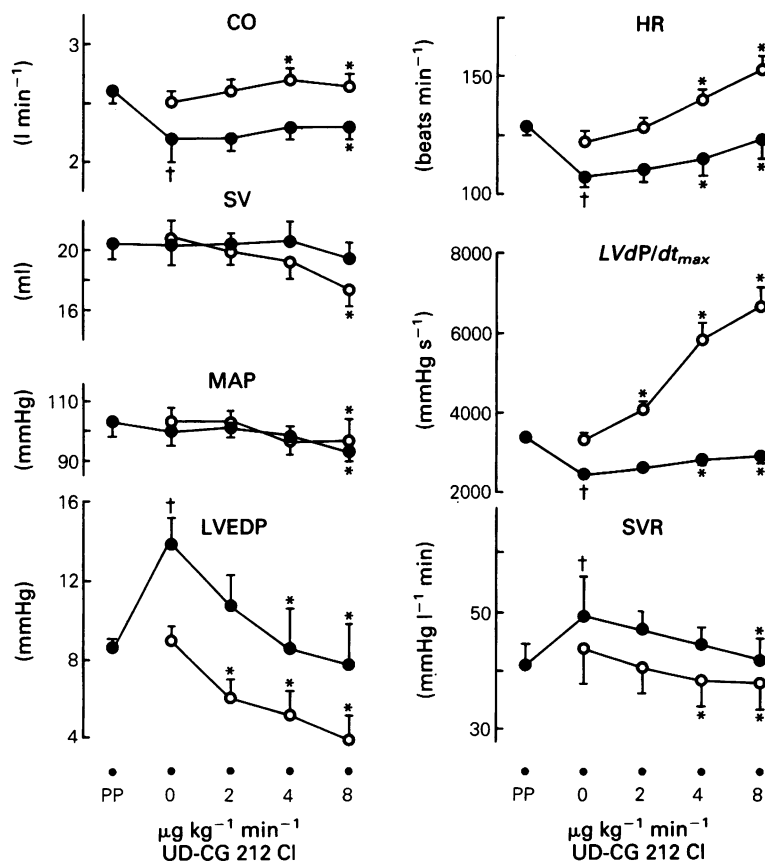 CO
3
2
(l min⁻¹)
*
*
*
†
SV
20
16
(ml)
*
MAP
110
90
(mmHg)
*
*
LVEDP
16
12
8
4
(mmHg)
†
*
*
*
*
*
PP
0
2
4
8
μg kg⁻¹ min⁻¹
UD-CG 212 Cl
HR
150
100
(beats min⁻¹)
*
*
*
*
†
LVdP/dtmax
8000
6000
4000
2000
(mmHg s⁻¹)
*
*
*
*
*
†
SVR
50
30
(mmHg l⁻¹ min)
†
*
*
*
PP
0
2
4
8
μg kg⁻¹ min⁻¹
UD-CG 212 Cl